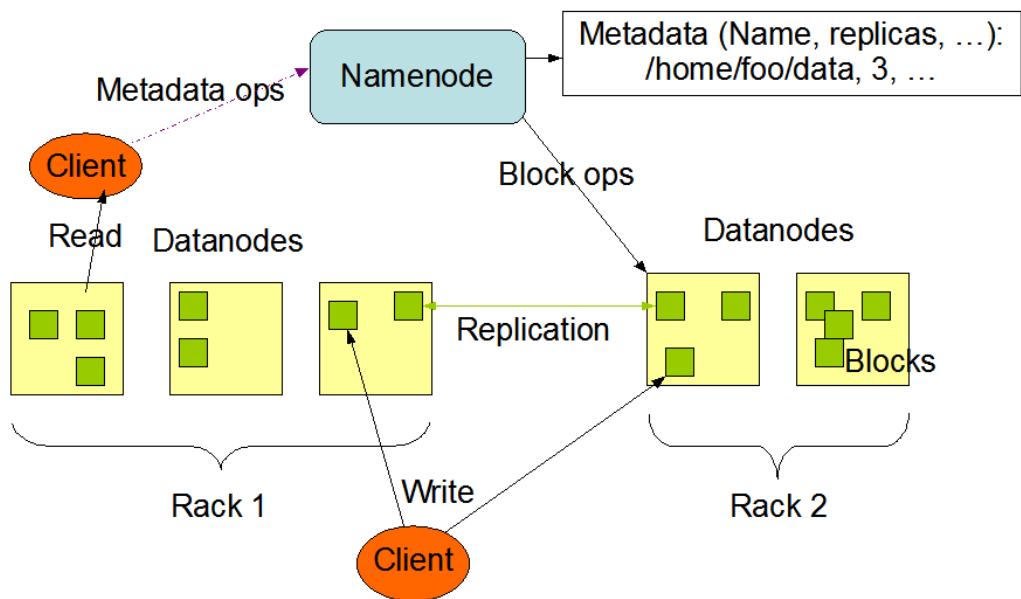 Metadata (Name, replicas, …):
/home/foo/data, 3, …
Namenode
Metadata ops
Client
Block ops
Read
Datanodes
Datanodes
Replication
Blocks
Rack 1
Write
Rack 2
Client